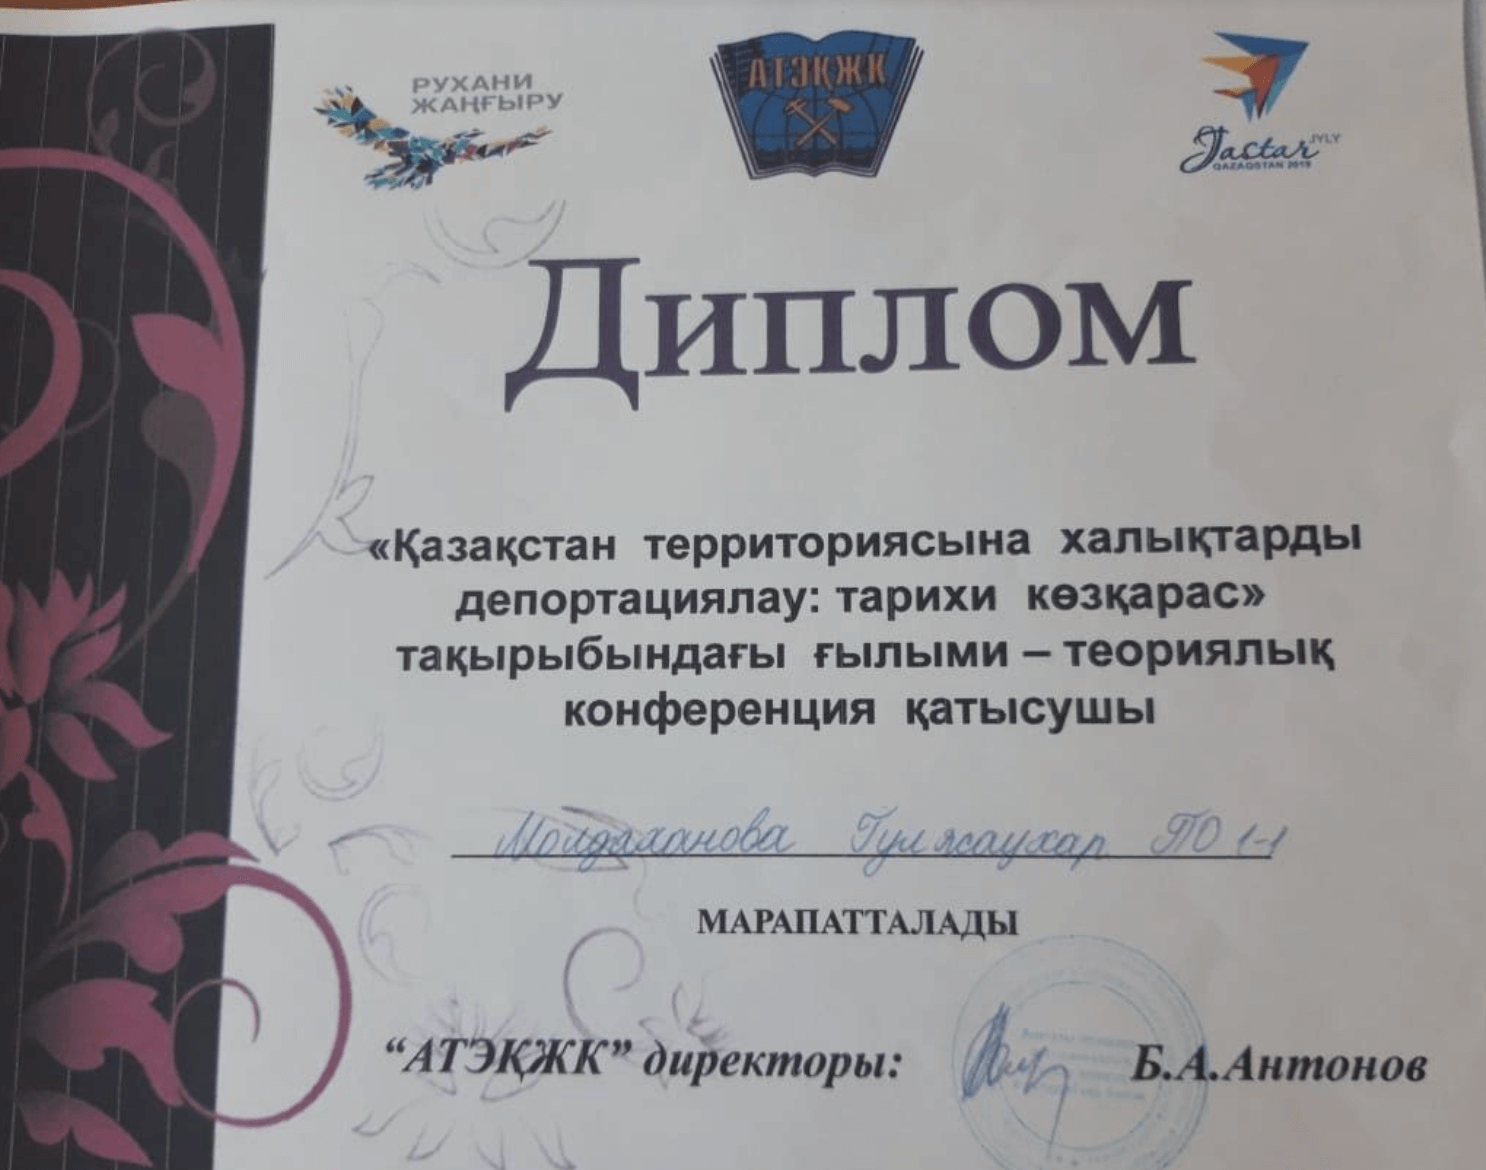 РУХАНИ
ЖАҢҒЫРУ
АТЭҚЖК
Jastar JYLY
QAZAQSTAN 2019
Диплом
«Қазақстан территориясына халықтарды
депортациялау: тарихи көзқарас»
тақырыбындағы ғылыми – теориялық
конференция қатысушы
Молдаханова Гулжаухар ТО 1-1
МАРАПАТТАЛАДЫ
“АТЭҚЖК” директоры: Б.А.Антонов